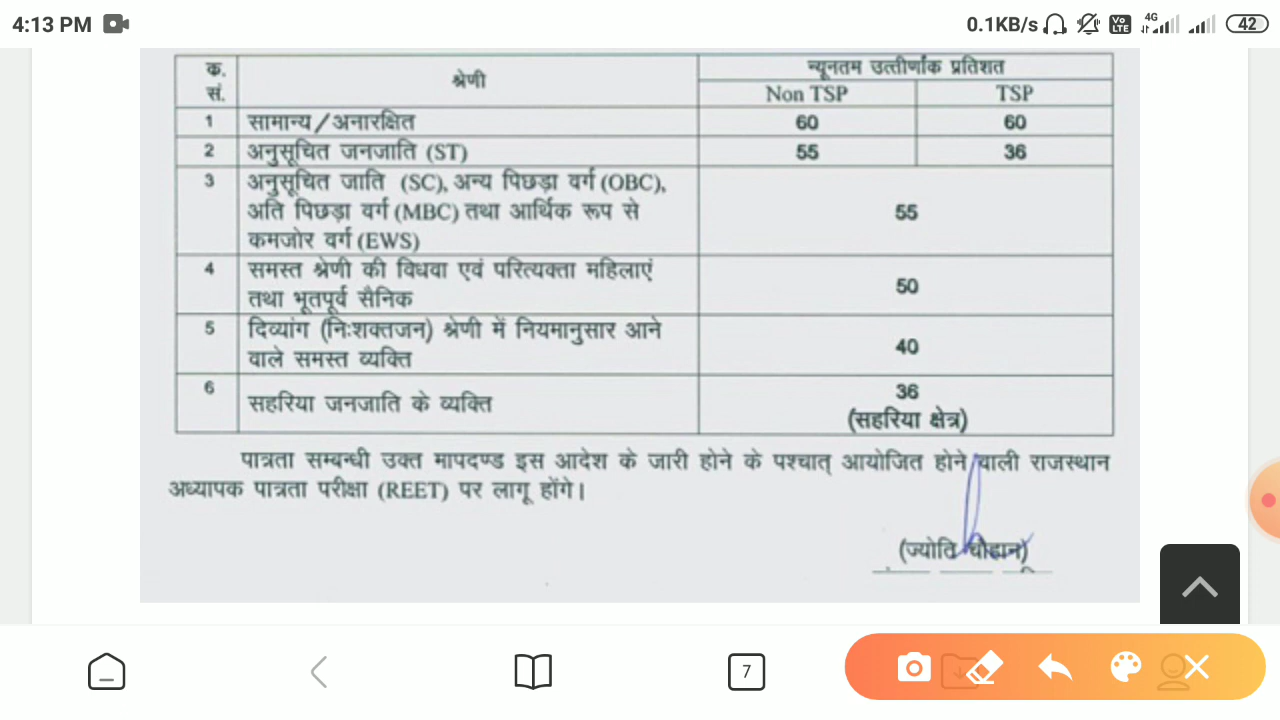 4:13 PM
0.1KB/s
Vo LTE
4G
42
क. सं.
श्रेणी
न्यूनतम उत्तीर्णांक प्रतिशत
Non TSP
TSP
1 सामान्य/अनारक्षित 60 60
2 अनुसूचित जनजाति (ST) 55 36
3 अनुसूचित जाति (SC), अन्य पिछड़ा वर्ग (OBC),
अति पिछड़ा वर्ग (MBC) तथा आर्थिक रूप से
कमजोर वर्ग (EWS)
55
4 समस्त श्रेणी की विधवा एवं परित्यक्ता महिलाएं
तथा भूतपूर्व सैनिक
50
5 दिव्यांग (निःशक्तजन) श्रेणी में नियमानुसार आने
वाले समस्त व्यक्ति
40
6 सहरिया जनजाति के व्यक्ति
36
(सहरिया क्षेत्र)
पात्रता सम्बन्धी उक्त मापदण्ड इस आदेश के जारी होने के पश्चात् आयोजित होने वाली राजस्थान
अध्यापक पात्रता परीक्षा (REET) पर लागू होंगे।
(ज्योति चौहान)
7